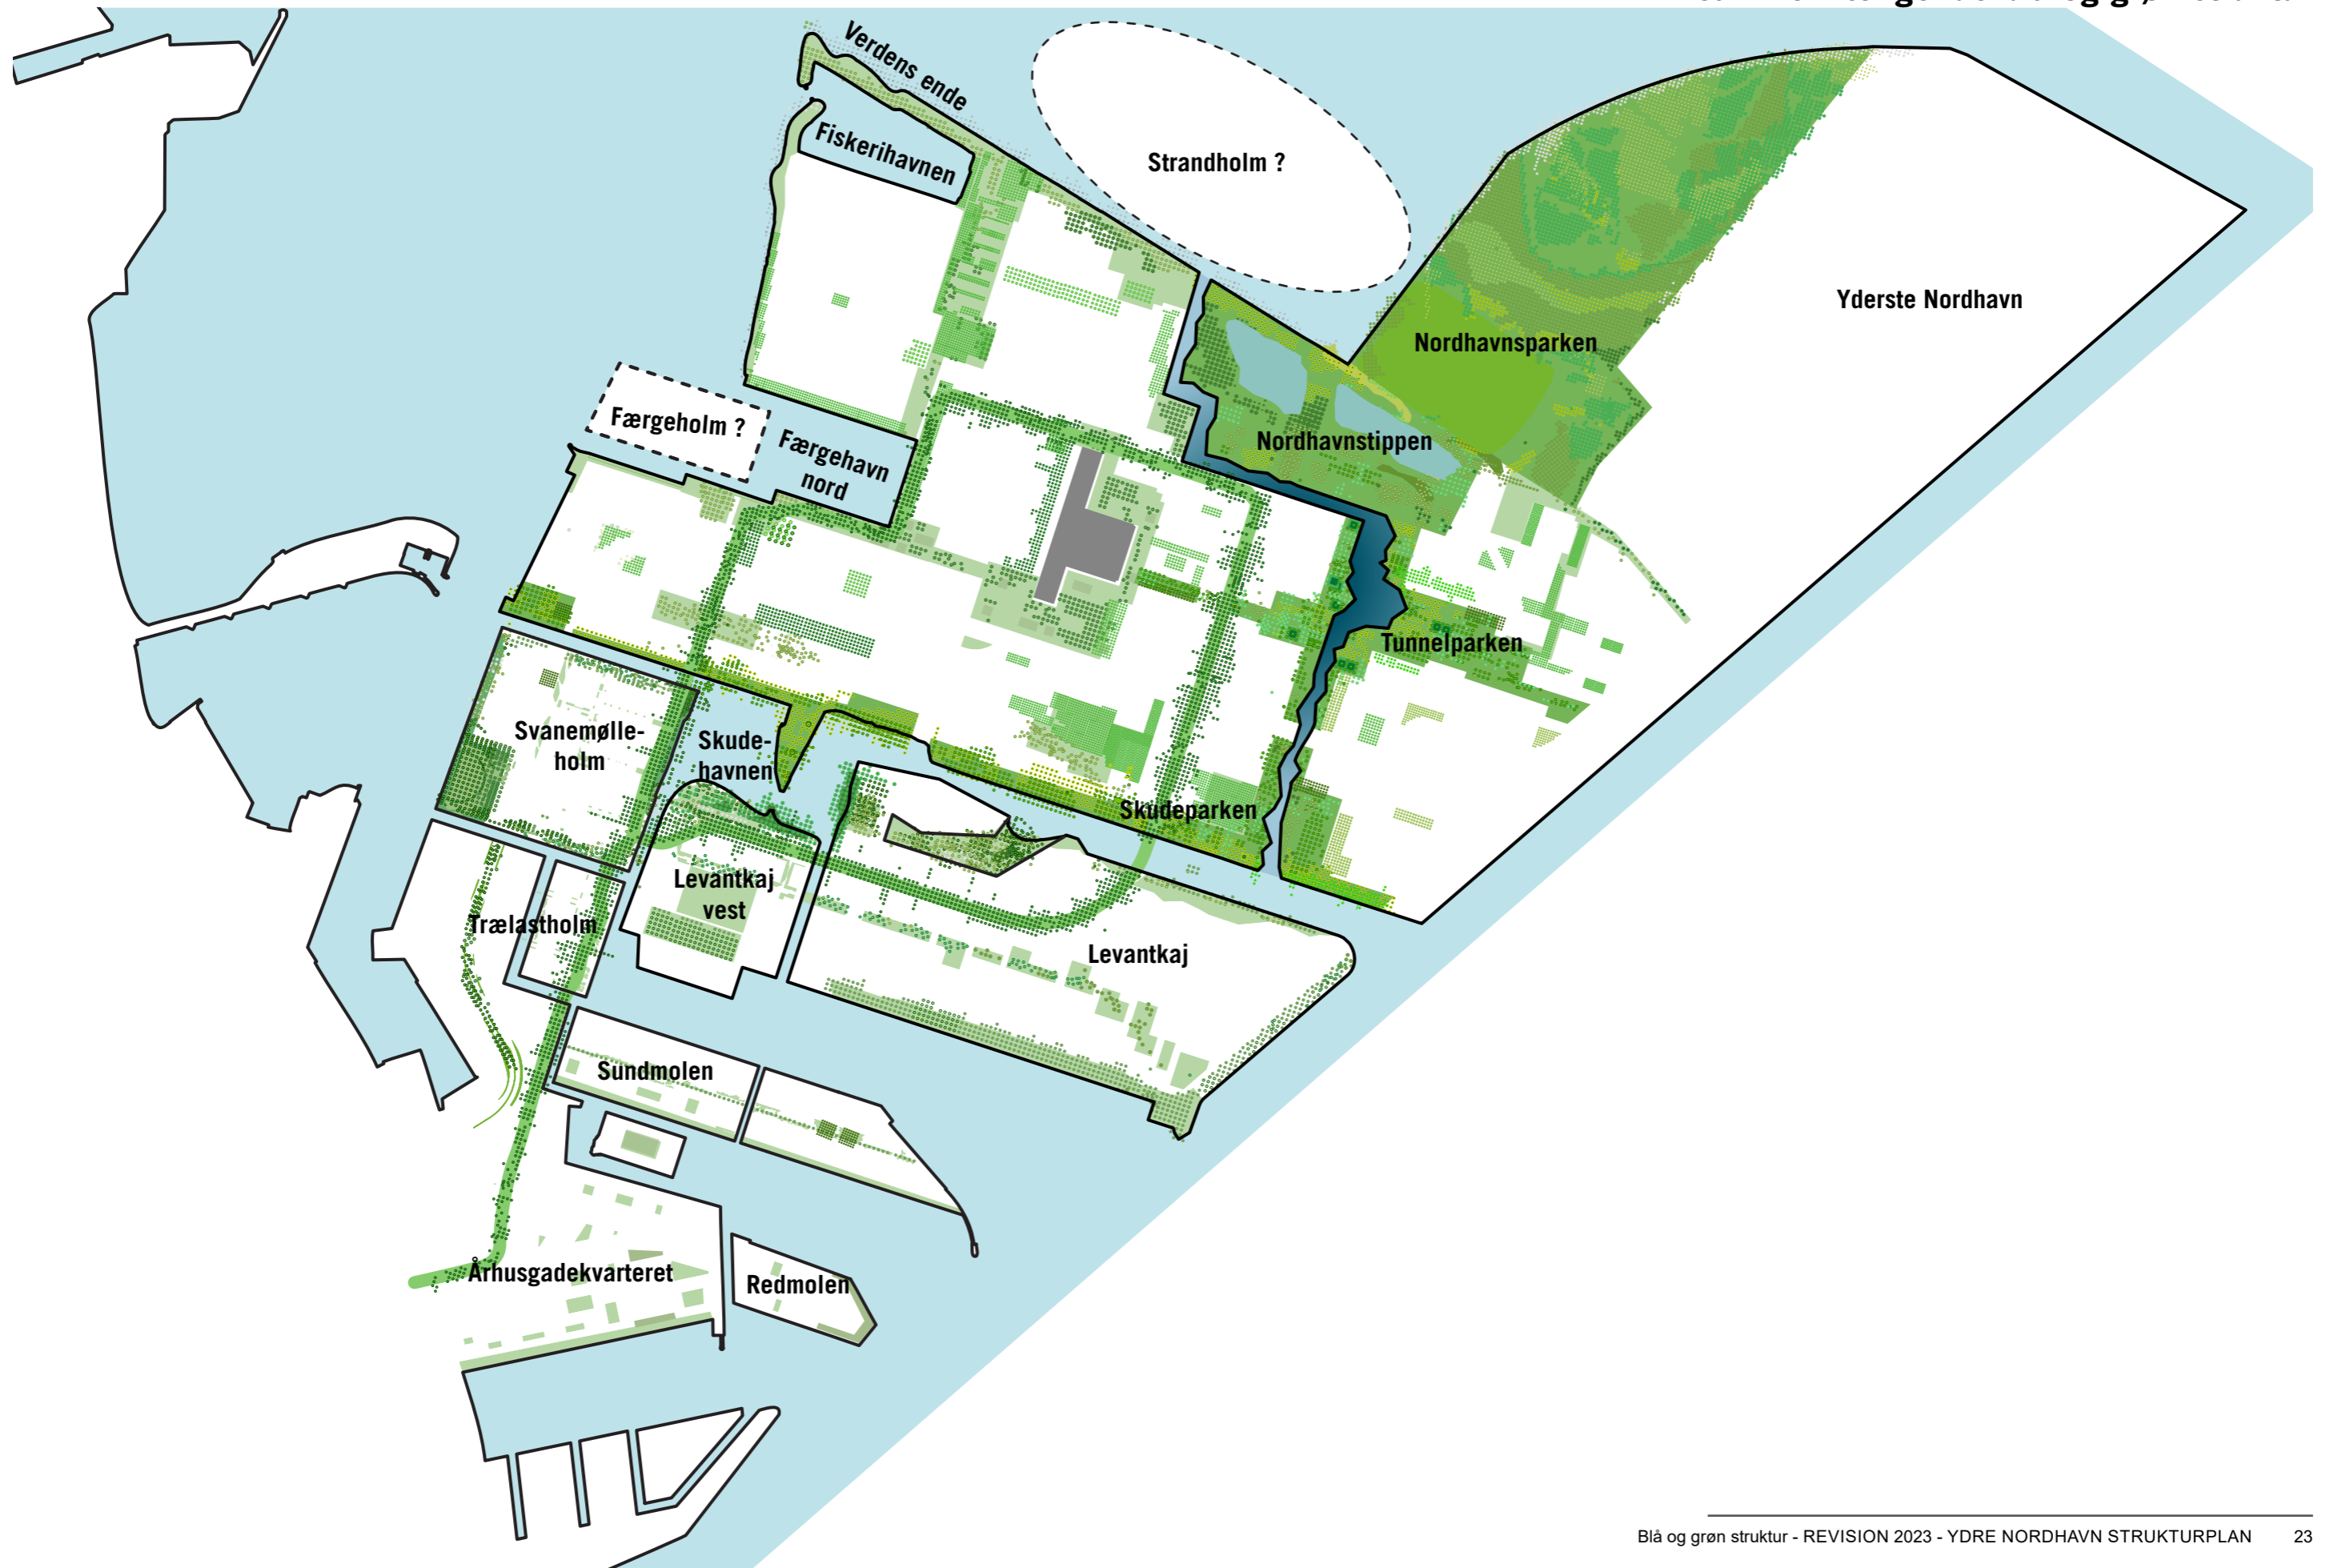 Verdens ende
Fiskerihavnen
Strandholm ?
Yderste Nordhavn
Nordhavnsparken
Færgeholm ?
Færgehavn
nord
Nordhavnstippen
Tunnelparken
Svanemølle-
holm
Skude-
havnen
Skudeparken
Levantkaj
vest
Trælastholm
Levantkaj
Sundmolen
Århusgadekvarteret
Redmolen
Blå og grøn struktur - REVISION 2023 - YDRE NORDHAVN STRUKTURPLAN 23